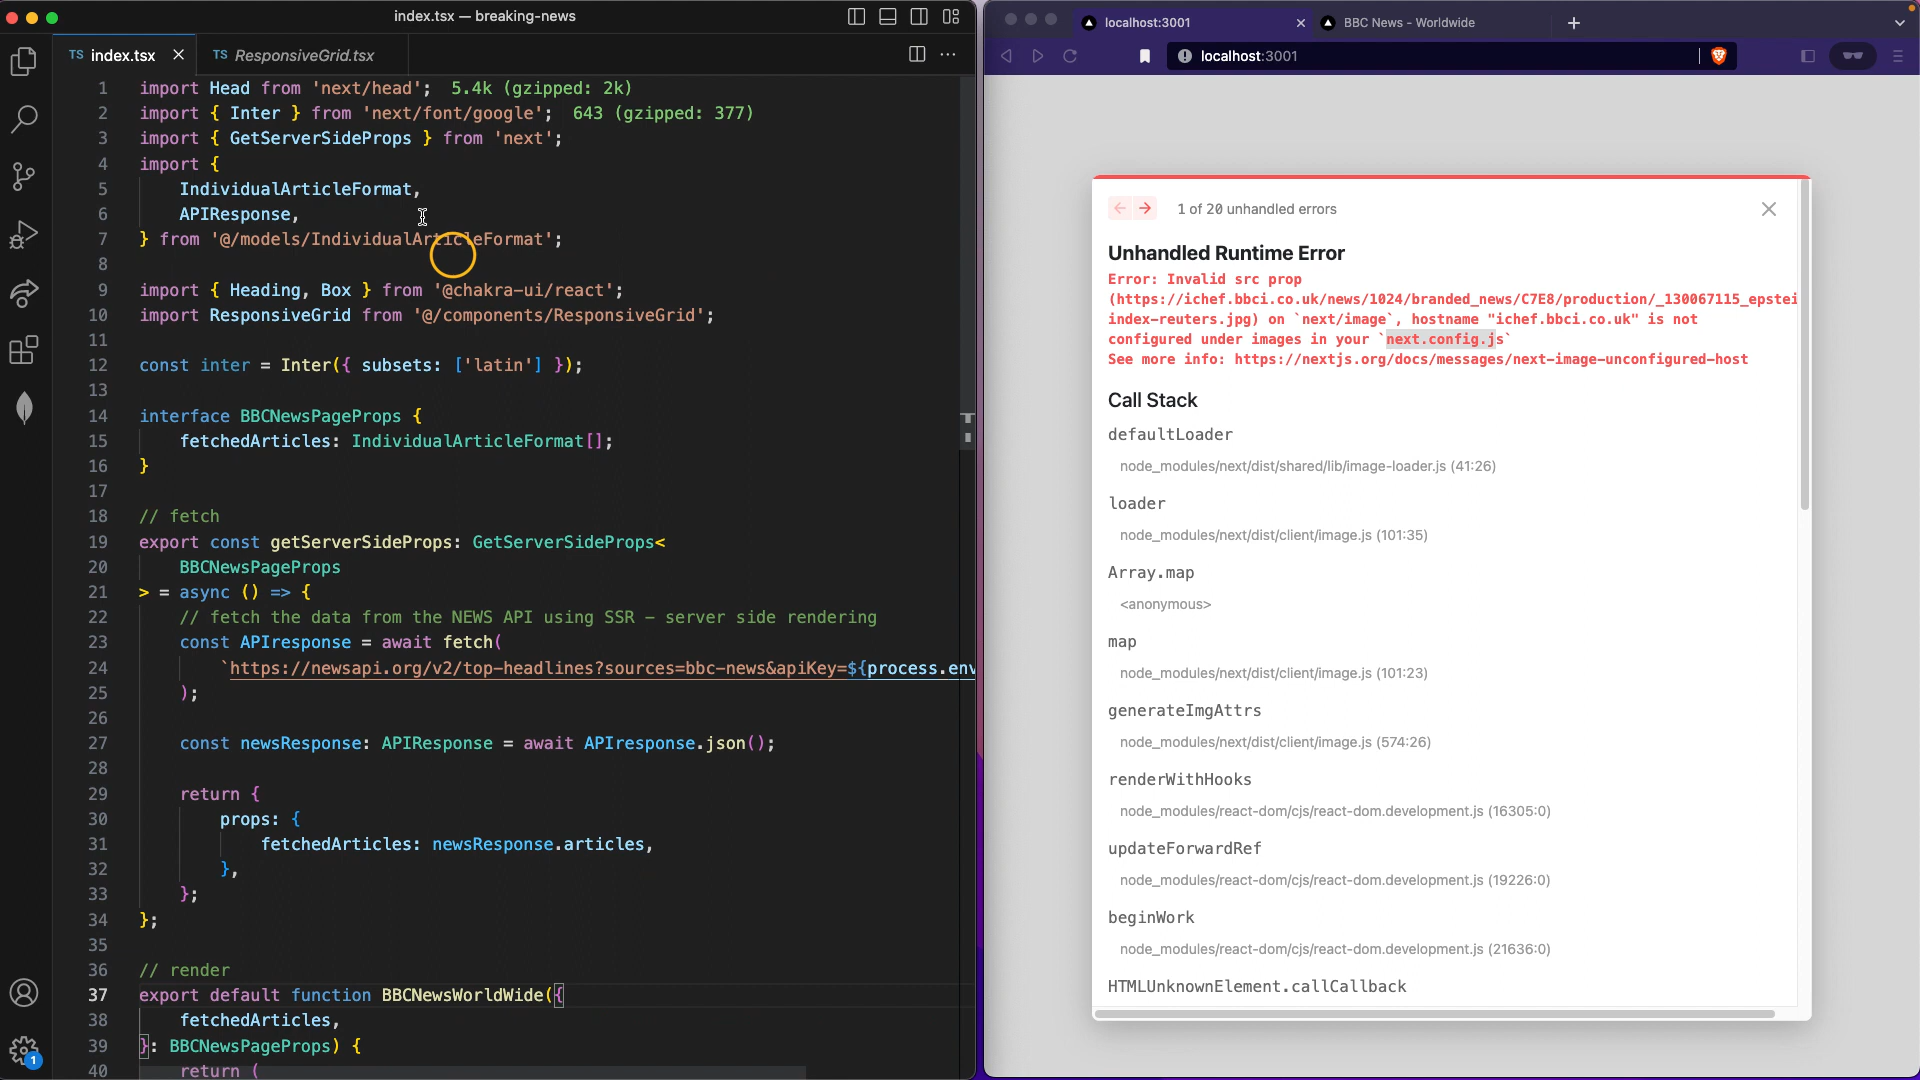 index.tsx — breaking-news
TS index.tsx
TS ResponsiveGrid.tsx
1 import Head from 'next/head'; 5.4k (gzipped: 2k)
2 import { Inter } from 'next/font/google'; 643 (gzipped: 377)
3 import { GetServerSideProps } from 'next';
4 import {
5 IndividualArticleFormat,
6 APIResponse,
7 } from '@/models/IndividualArticleFormat';
8
9 import { Heading, Box } from '@chakra-ui/react';
10 import ResponsiveGrid from '@/components/ResponsiveGrid';
11
12 const inter = Inter({ subsets: ['latin'] });
13
14 interface BBCNewsPageProps {
15 fetchedArticles: IndividualArticleFormat[];
16 }
17
18 // fetch
19 export const getServerSideProps: GetServerSideProps<
20 BBCNewsPageProps
21 > = async () => {
22 // fetch the data from the NEWS API using SSR – server side rendering
23 const APIresponse = await fetch(
24 `https://newsapi.org/v2/top-headlines?sources=bbc-news&apiKey=${process.env
25 );
26
27 const newsResponse: APIResponse = await APIresponse.json();
28
29 return {
30 props: {
31 fetchedArticles: newsResponse.articles,
32 },
33 };
34 };
35
36 // render
37 export default function BBCNewsWorldWide({
38 fetchedArticles,
39 }: BBCNewsPageProps) {
40 return (
1
localhost:3001
BBC News - Worldwide
localhost:3001
1 of 20 unhandled errors
Unhandled Runtime Error
Error: Invalid src prop
(https://ichef.bbci.co.uk/news/1024/branded_news/C7E8/production/_130067115_epstei
index-reuters.jpg) on `next/image`, hostname "ichef.bbci.co.uk" is not
configured under images in your `next.config.js`
See more info: https://nextjs.org/docs/messages/next-image-unconfigured-host
Call Stack
defaultLoader
node_modules/next/dist/shared/lib/image-loader.js (41:26)
loader
node_modules/next/dist/client/image.js (101:35)
Array.map
<anonymous>
map
node_modules/next/dist/client/image.js (101:23)
generateImgAttrs
node_modules/next/dist/client/image.js (574:26)
renderWithHooks
node_modules/react-dom/cjs/react-dom.development.js (16305:0)
updateForwardRef
node_modules/react-dom/cjs/react-dom.development.js (19226:0)
beginWork
node_modules/react-dom/cjs/react-dom.development.js (21636:0)
HTMLUnknownElement.callCallback